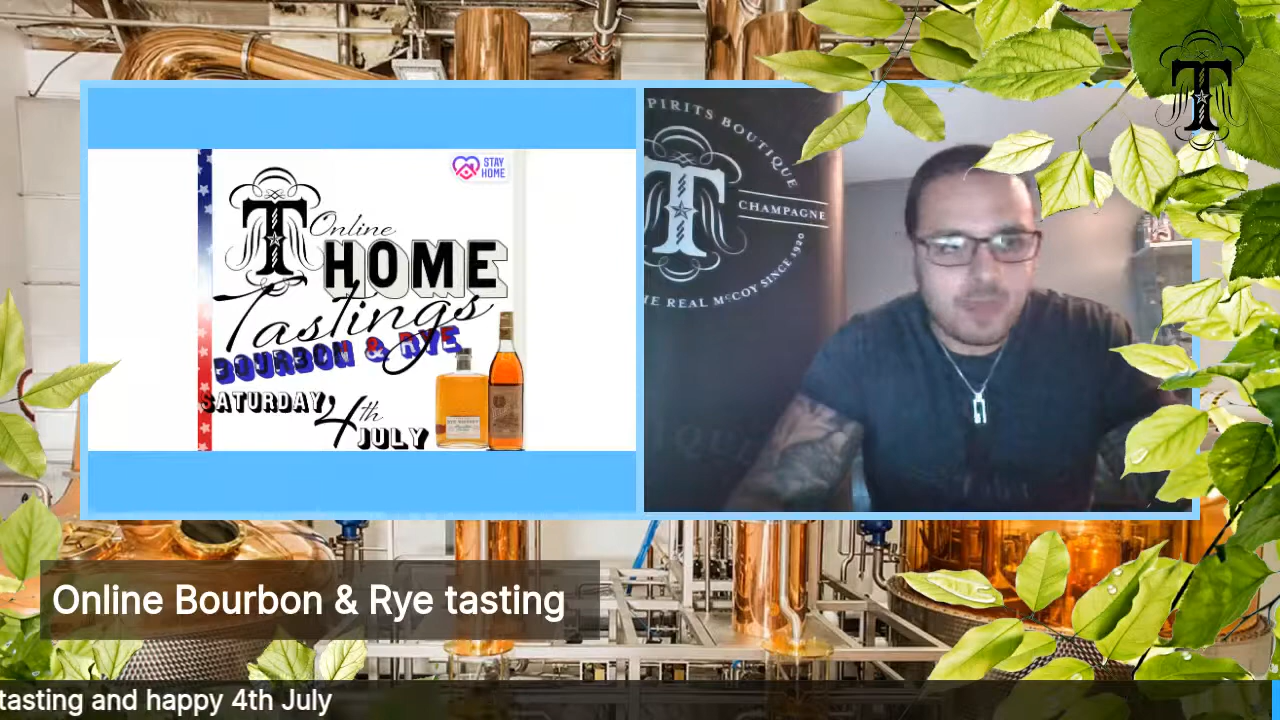 STAY
HOME
T Online
HOME
Tastings
BOURBON & RYE
SATURDAY 4th
JULY
SPIRITS BOUTIQUE
T
CHAMPAGNE
THE REAL McCOY SINCE 1920
T
Online Bourbon & Rye tasting
tasting and happy 4th July